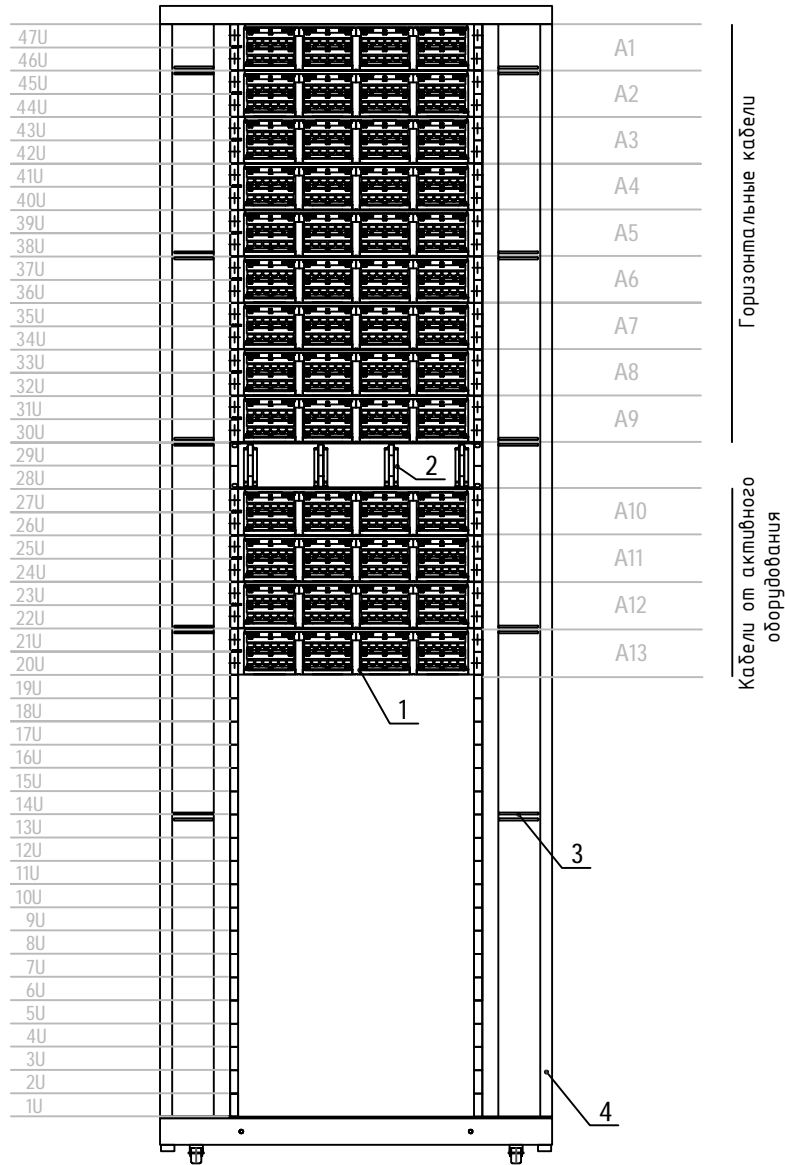 47U
46U
A1
45U
44U
A2
43U
42U
A3
41U
40U
A4
39U
38U
A5
37U
36U
A6
35U
34U
A7
33U
32U
A8
31U
30U
A9
Горизонтальные кабели
29U
28U
2
27U
26U
A10
25U
24U
A11
23U
22U
A12
21U
20U
A13
Кабели от активного
оборудования
19U
18U
1
17U
16U
15U
14U
13U
12U
3
11U
10U
9U
8U
7U
6U
5U
4U
3U
2U
1U
4